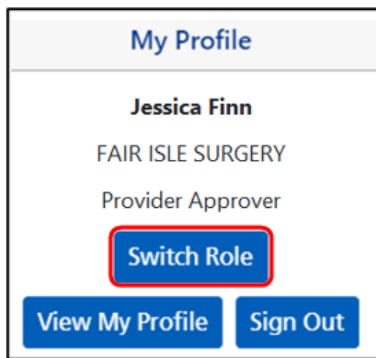 My Profile
Jessica Finn
FAIR ISLE SURGERY
Provider Approver
Switch Role
View My Profile Sign Out